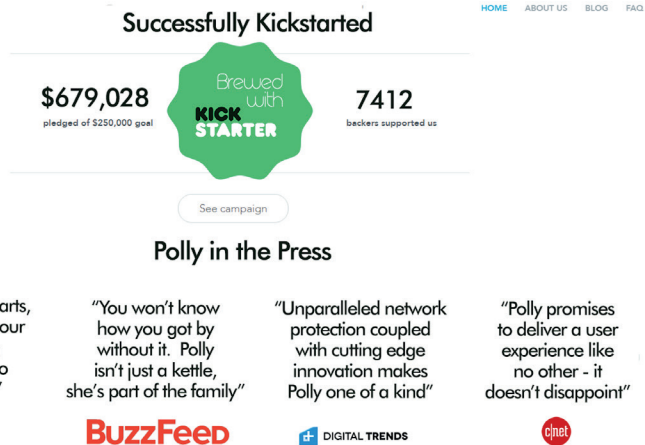 HOME ABOUT US BLOG FAQ
Successfully Kickstarted
$679,028
pledged of $250,000 goal
Brewed
with
KICK
STARTER
7412
backers supported us
See campaign
Polly in the Press
arts,
our
o
"
"You won't know
how you got by
without it. Polly
isn't just a kettle,
she's part of the family"
BUZZFEED
"Unparalleled network
protection coupled
with cutting edge
innovation makes
Polly one of a kind"
DIGITAL TRENDS
"Polly promises
to deliver a user
experience like
no other - it
doesn't disappoint"
c|net